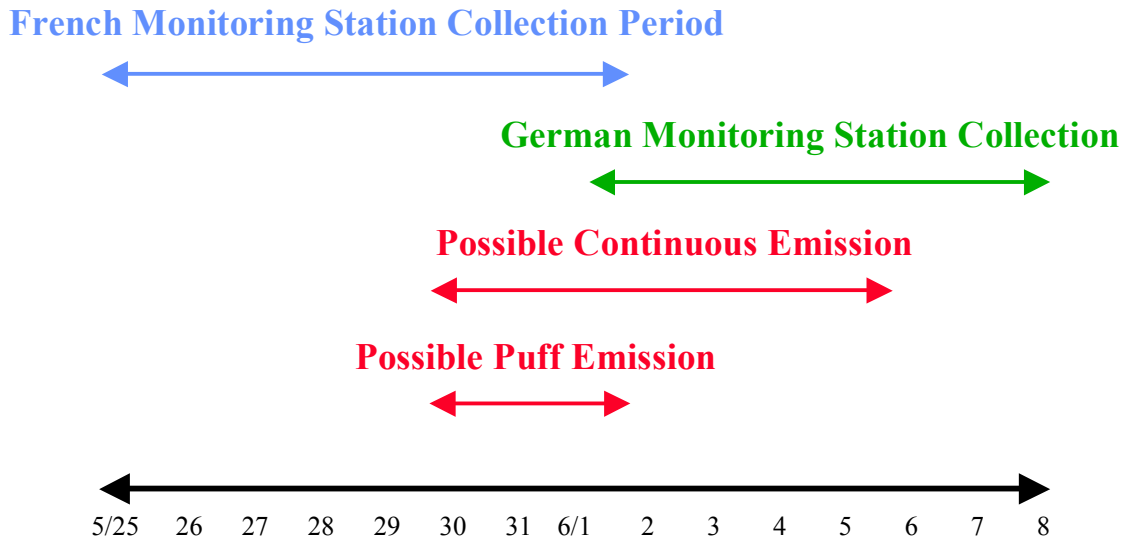 French Monitoring Station Collection Period
German Monitoring Station Collection
Possible Continuous Emission
Possible Puff Emission
5/25 26 27 28 29 30 31 6/1 2 3 4 5 6 7 8